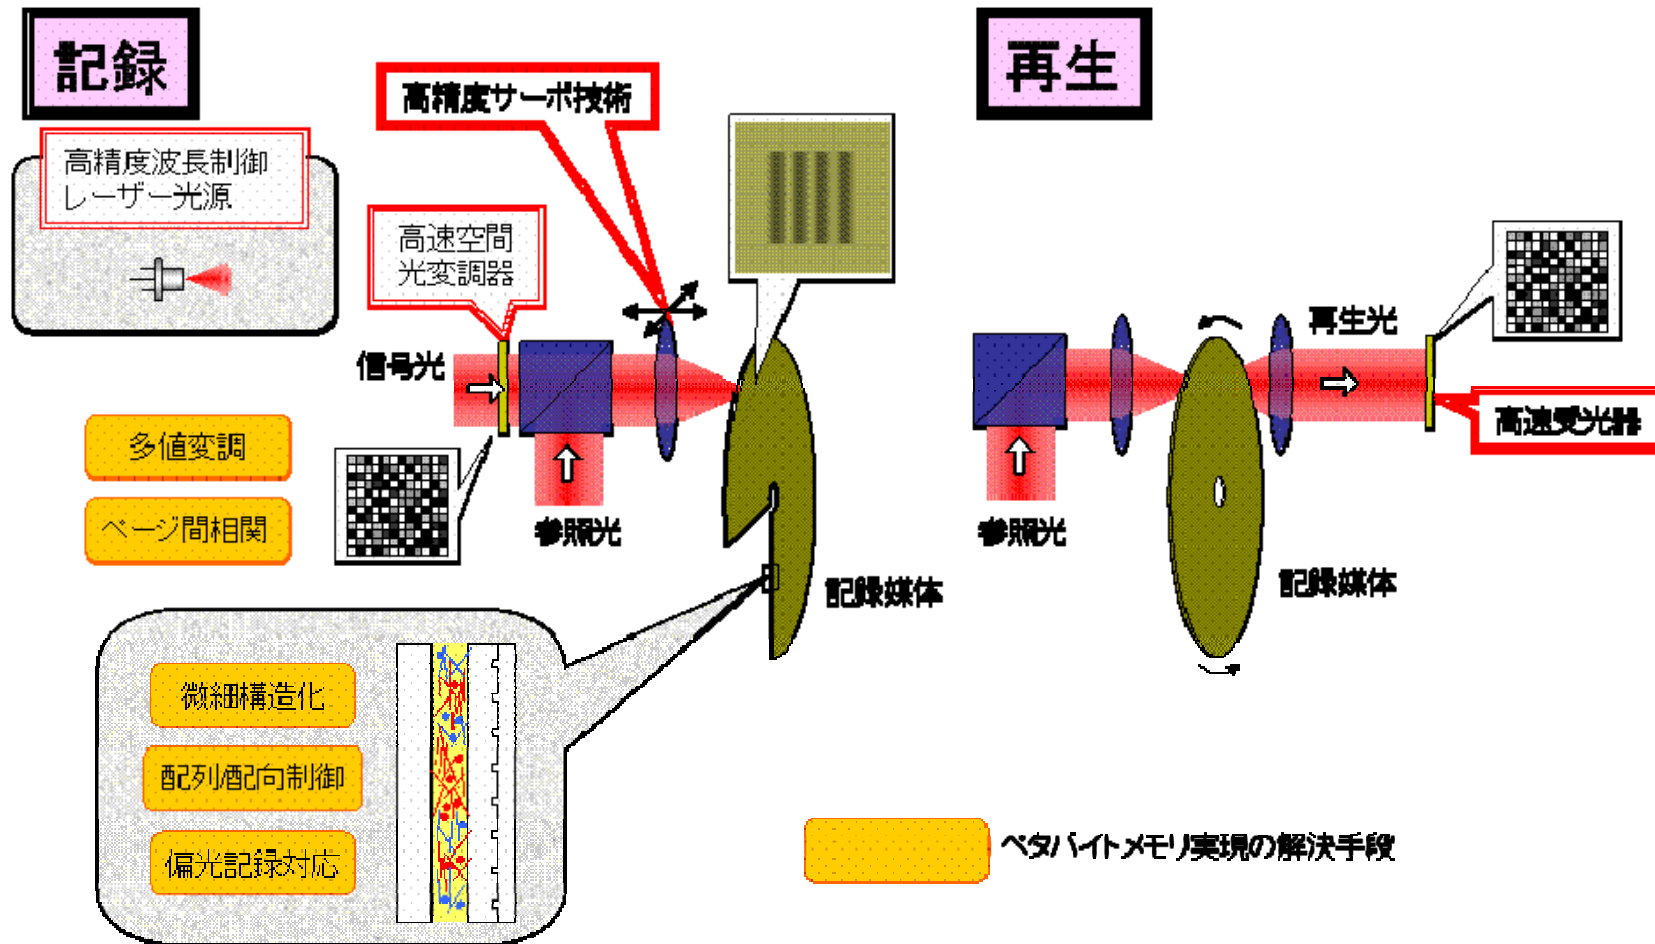 記録
高精度波長制御
レーザー光源
高精度サーボ技術
高速空間
光変調器
信号光
参照光
多値変調
ページ間相関
記録媒体
微細構造化
配列/配向制御
偏光記録対応
再生
再生光
高速受光器
参照光
記録媒体
ペタバイトメモリ実現の解決手段